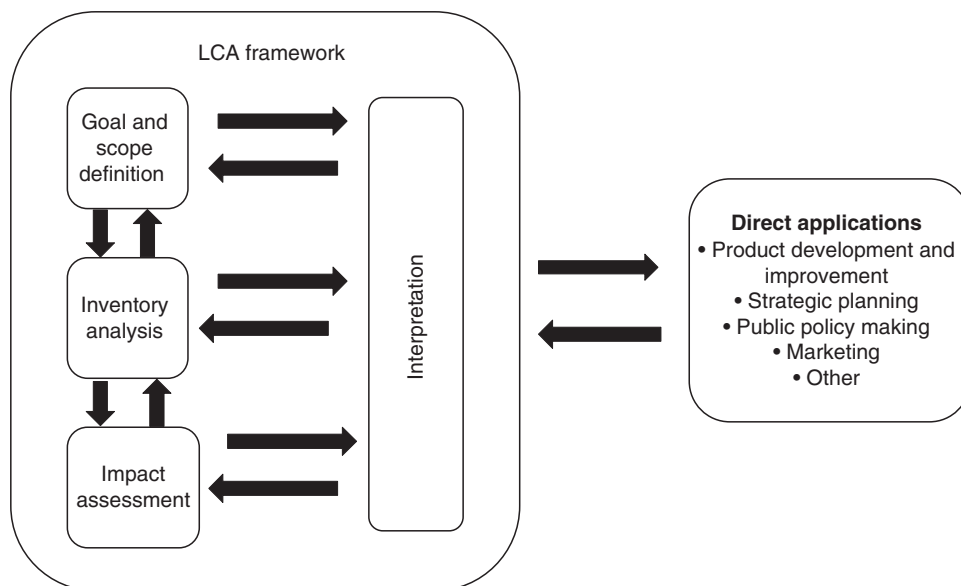 LCA framework
Goal and
scope
definition
Inventory
analysis
Impact
assessment
Interpretation
Direct applications
• Product development and
improvement
• Strategic planning
• Public policy making
• Marketing
• Other